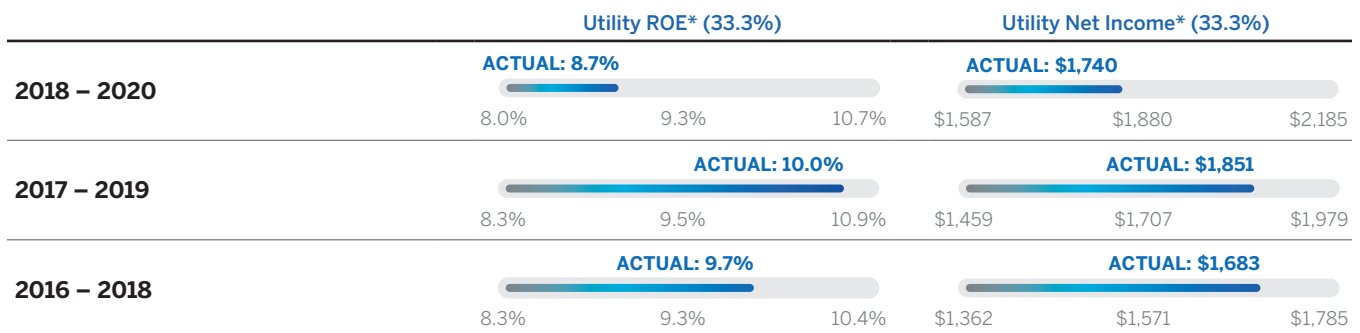 Utility ROE* (33.3%) Utility Net Income* (33.3%)
ACTUAL: 8.7% ACTUAL: $1,740
2018 – 2020
8.0% 9.3% 10.7% $1,587 $1,880 $2,185
ACTUAL: 10.0% ACTUAL: $1,851
2017 – 2019
8.3% 9.5% 10.9% $1,459 $1,707 $1,979
ACTUAL: 9.7% ACTUAL: $1,683
2016 – 2018
8.3% 9.3% 10.4% $1,362 $1,571 $1,785